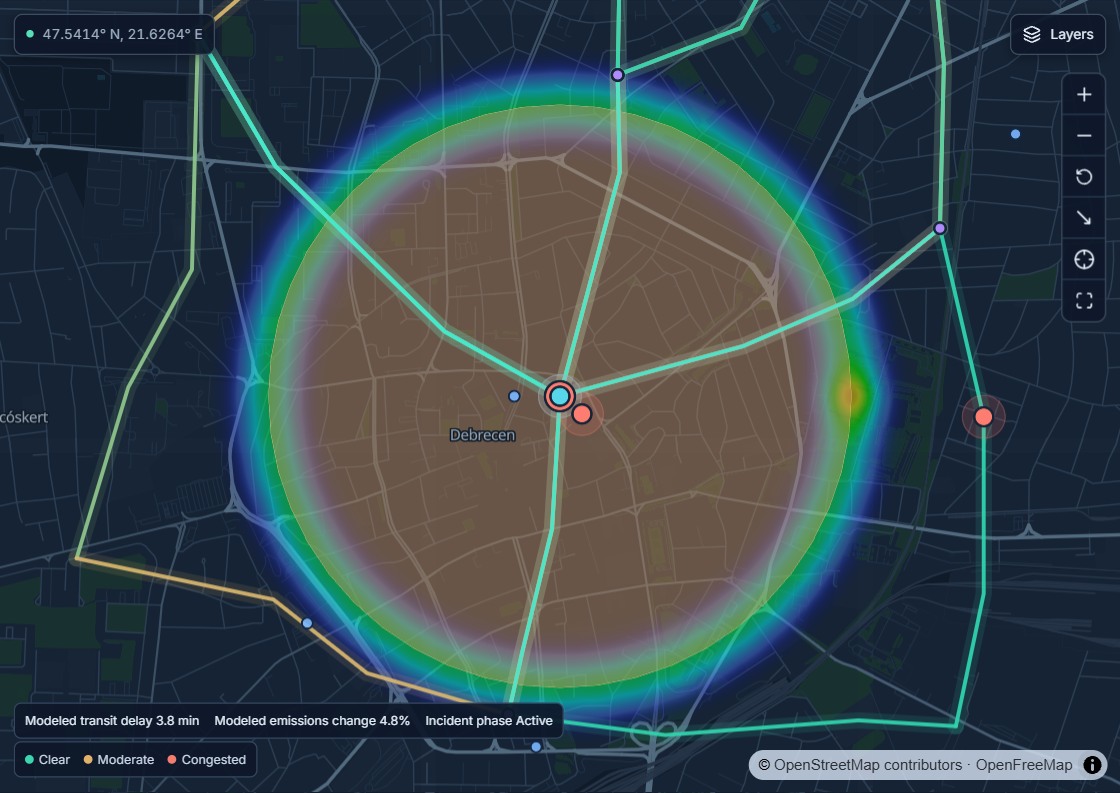 47.5414° N, 21.6264° E
Layers
cóskert
Debrecen
Modeled transit delay 3.8 min Modeled emissions change 4.8% Incident phase Active
Clear Moderate Congested
© OpenStreetMap contributors · OpenFreeMap